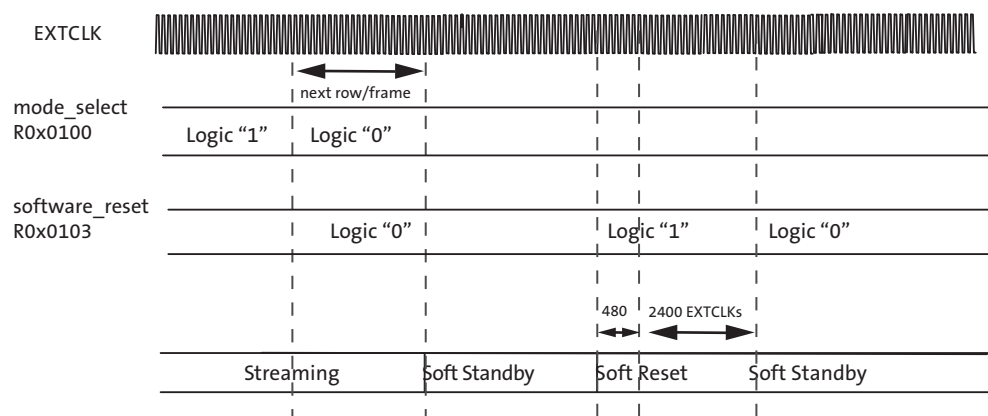 EXTCLK
next row/frame
mode_select
R0x0100
Logic “1” Logic “0”
software_reset
R0x0103
Logic “0” Logic “1” Logic “0”
480 2400 EXTCLKs
Streaming Soft Standby Soft Reset Soft Standby